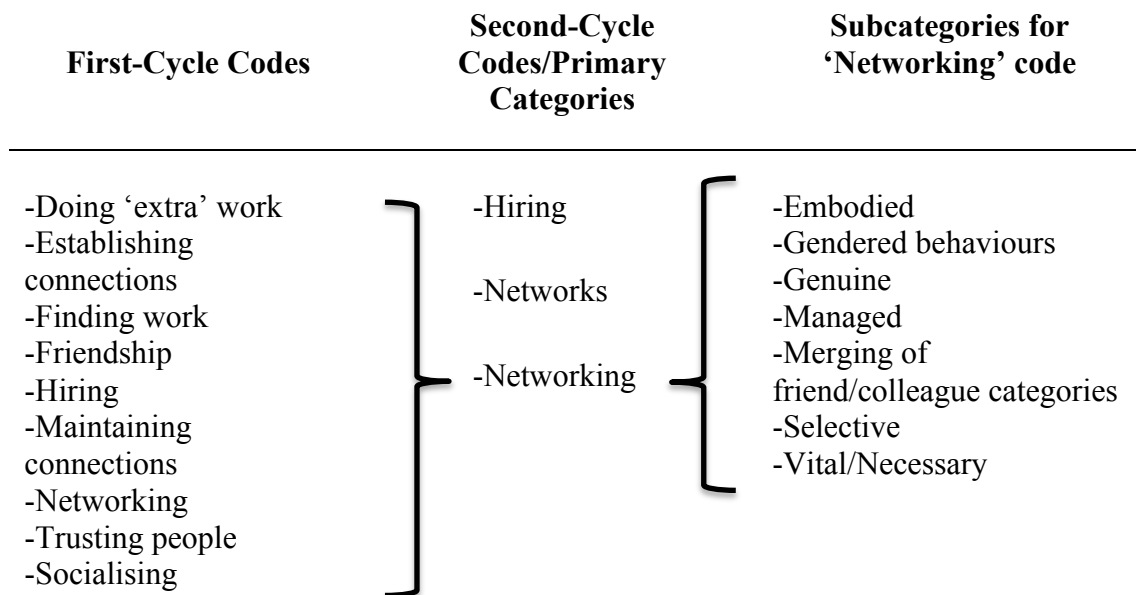 First-Cycle Codes
Second-Cycle
Codes/Primary
Categories
Subcategories for
‘Networking’ code
-Doing ‘extra’ work
-Establishing
connections
-Finding work
-Friendship
-Hiring
-Maintaining
connections
-Networking
-Trusting people
-Socialising
-Hiring
-Networks
-Networking
-Embodied
-Gendered behaviours
-Genuine
-Managed
-Merging of
friend/colleague categories
-Selective
-Vital/Necessary